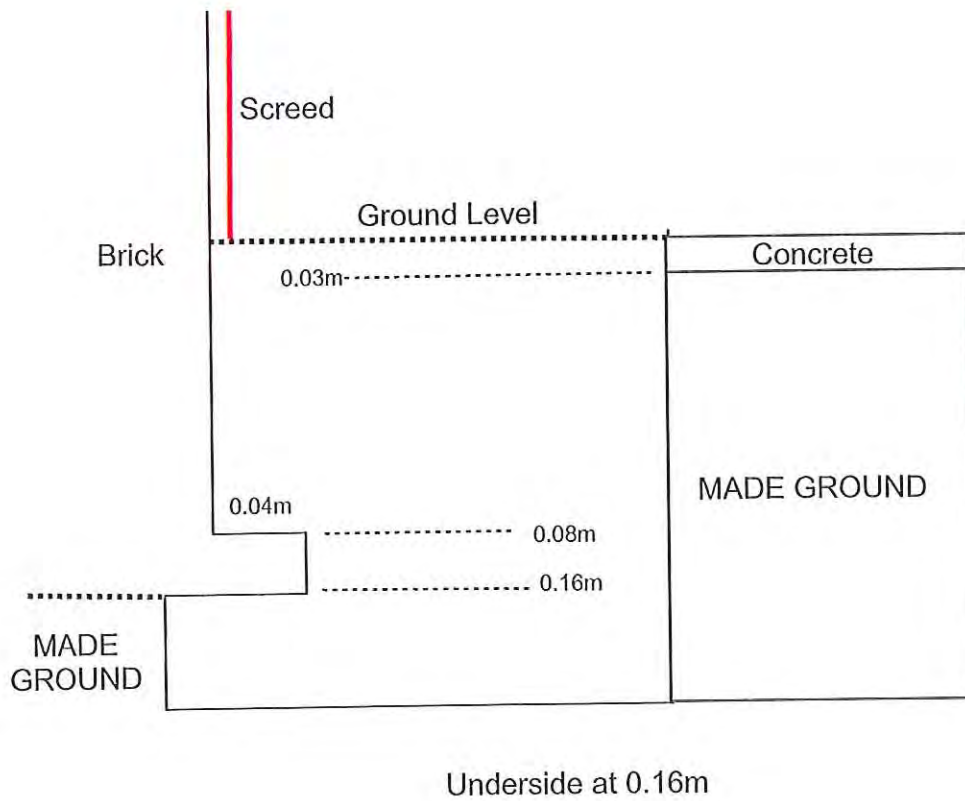 Screed
Ground Level
Brick
Concrete
0.03m
MADE GROUND
0.04m
0.08m
0.16m
MADE
GROUND
Underside at 0.16m